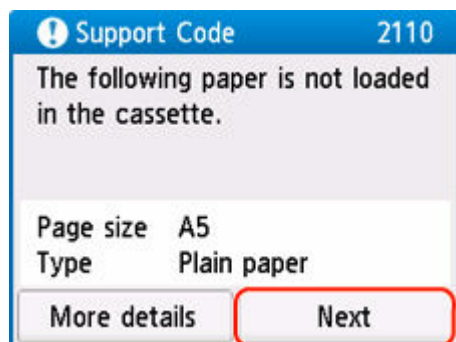 Support Code 2110
The following paper is not loaded
in the cassette.
Page size A5
Type Plain paper
More details Next